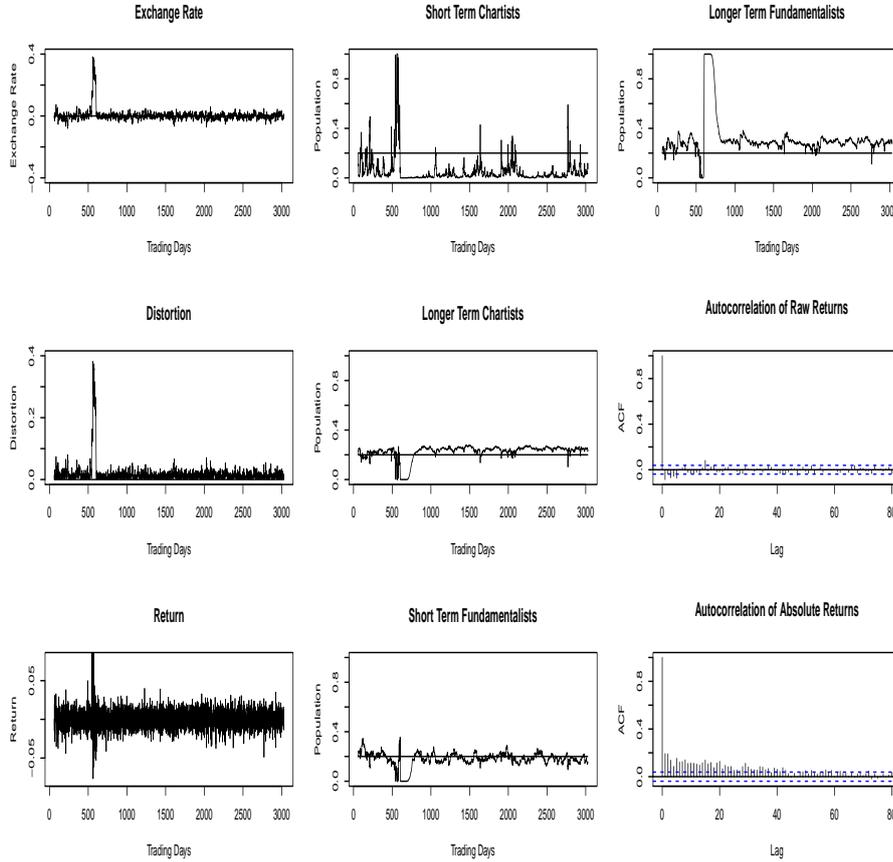 Exchange Rate
Exchange Rate
−0.4 0.0 0.4
0 500 1000 1500 2000 2500 3000
Trading Days
Short Term Chartists
Population
0.0 0.4 0.8
0 500 1000 1500 2000 2500 3000
Trading Days
Longer Term Fundamentalists
Population
0.0 0.4 0.8
0 500 1000 1500 2000 2500
Trading Days
Distortion
Distortion
0.0 0.2 0.4
0 500 1000 1500 2000 2500 3000
Trading Days
Longer Term Chartists
Population
0.0 0.4 0.8
0 500 1000 1500 2000 2500 3000
Trading Days
Autocorrelation of Raw Returns
ACF
0.0 0.4 0.8
0 20 40 60
Lag
Return
Return
−0.05 0.05
0 500 1000 1500 2000 2500 3000
Trading Days
Short Term Fundamentalists
Population
0.0 0.4 0.8
0 500 1000 1500 2000 2500 3000
Trading Days
Autocorrelation of Absolute Returns
ACF
0.0 0.4 0.8
0 20 40 60
Lag